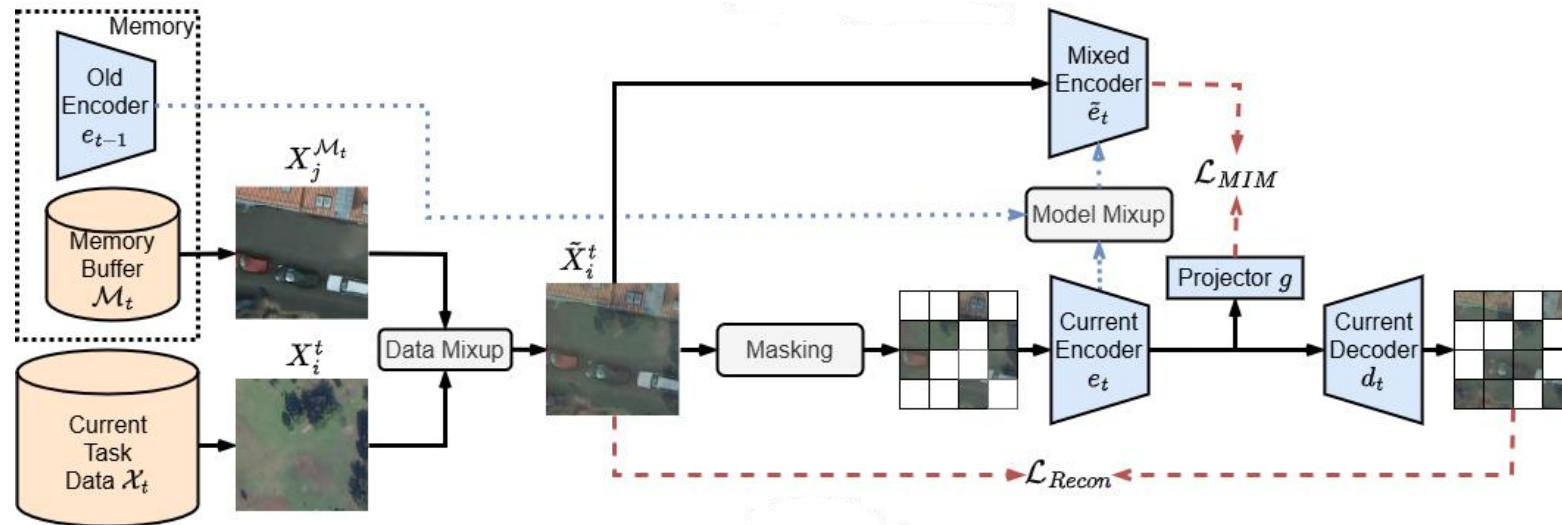 Memory
Old
Encoder
$e_{t-1}$
Memory
Buffer
$\mathcal{M}_t$
$X_j^{\mathcal{M}_t}$
Current
Task
Data $\mathcal{X}_t$
$X_i^t$
Data Mixup
$\tilde{X}_i^t$
Masking
Mixed
Encoder
$\tilde{e}_t$
Model Mixup
$\mathcal{L}_{MIM}$
Projector $g$
Current
Encoder
$e_t$
Current
Decoder
$d_t$
$\mathcal{L}_{Recon}$